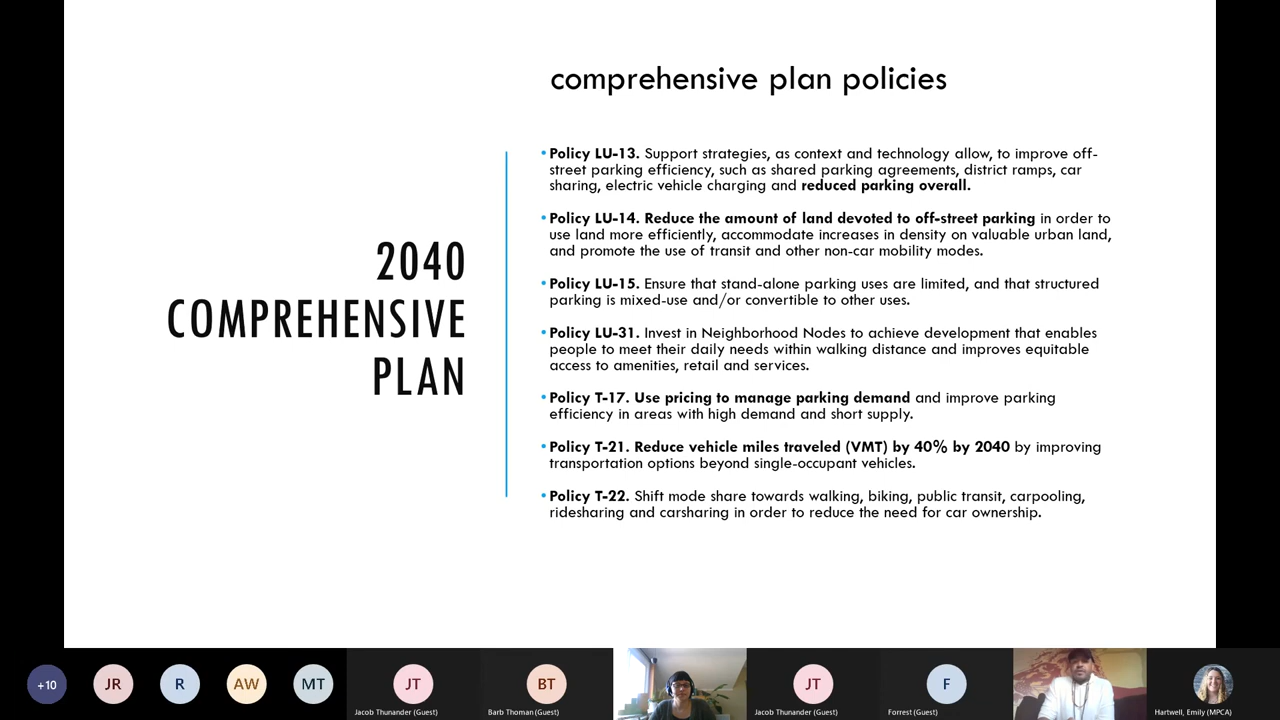 comprehensive plan policies
2040
COMPREHENSIVE
PLAN
•Policy LU-13. Support strategies, as context and technology allow, to improve off-
street parking efficiency, such as shared parking agreements, district ramps, car
sharing, electric vehicle charging and reduced parking overall.
•Policy LU-14. Reduce the amount of land devoted to off-street parking in order to
use land more efficiently, accommodate increases in density on valuable urban land,
and promote the use of transit and other non-car mobility modes.
•Policy LU-15. Ensure that stand-alone parking uses are limited, and that structured
parking is mixed-use and/or convertible to other uses.
•Policy LU-31. Invest in Neighborhood Nodes to achieve development that enables
people to meet their daily needs within walking distance and improves equitable
access to amenities, retail and services.
•Policy T-17. Use pricing to manage parking demand and improve parking
efficiency in areas with high demand and short supply.
•Policy T-21. Reduce vehicle miles traveled (VMT) by 40% by 2040 by improving
transportation options beyond single-occupant vehicles.
•Policy T-22. Shift mode share towards walking, biking, public transit, carpooling,
ridesharing and carsharing in order to reduce the need for car ownership.
+10
JR
R
AW
MT
JT
Jacob Thunander (Guest)
BT
Barb Thoman (Guest)
JT
Jacob Thunander (Guest)
F
Forrest (Guest)
Hartwell, Emily (MPCA)